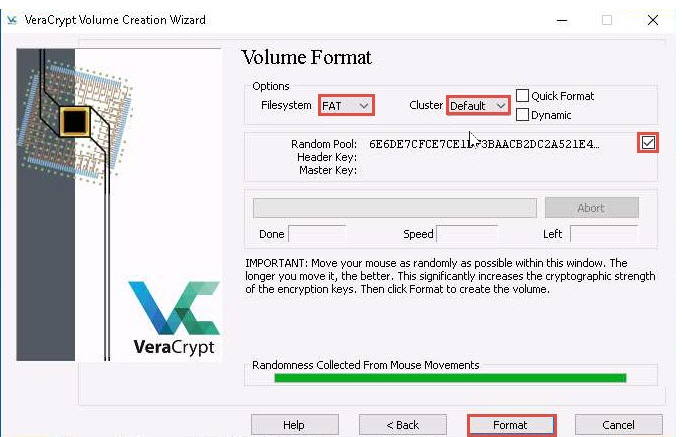 VeraCrypt Volume Creation Wizard
Volume Format
Options
Filesystem FAT Cluster Default Quick Format
Dynamic
Random Pool:
Header Key:
Master Key:
Abort
Done Speed Left
IMPORTANT: Move your mouse as randomly as possible within this window. The
longer you move it, the better. This significantly increases the cryptographic strength
of the encryption keys. Then click Format to create the volume.
VeraCrypt
Randomness Collected From Mouse Movements
Help < Back Format Cancel